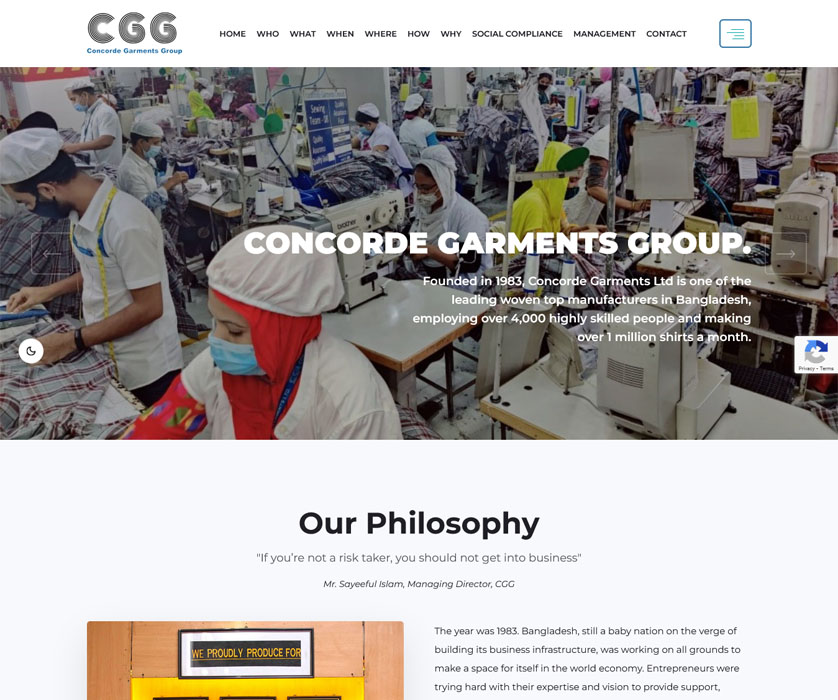 CGG
Concorde Garments Group
HOME WHO WHAT WHEN WHERE HOW WHY SOCIAL COMPLIANCE MANAGEMENT CONTACT
Sewing
Team - U6
Quality
CONCORDE GARMENTS GROUP.
Founded in 1983, Concorde Garments Ltd is one of the
leading woven top manufacturers in Bangladesh,
employing over 4,000 highly skilled people and making
over 1 million shirts a month.
Privacy • Terms
Our Philosophy
"If you're not a risk taker, you should not get into business"
Mr. Sayeeful Islam, Managing Director, CGG
WE PROUDLY PRODUCE FOR
The year was 1983. Bangladesh, still a baby nation on the verge of
building its business infrastructure, was working on all grounds to
make a space for itself in the world economy. Entrepreneurs were
trying hard with their expertise and vision to provide support,